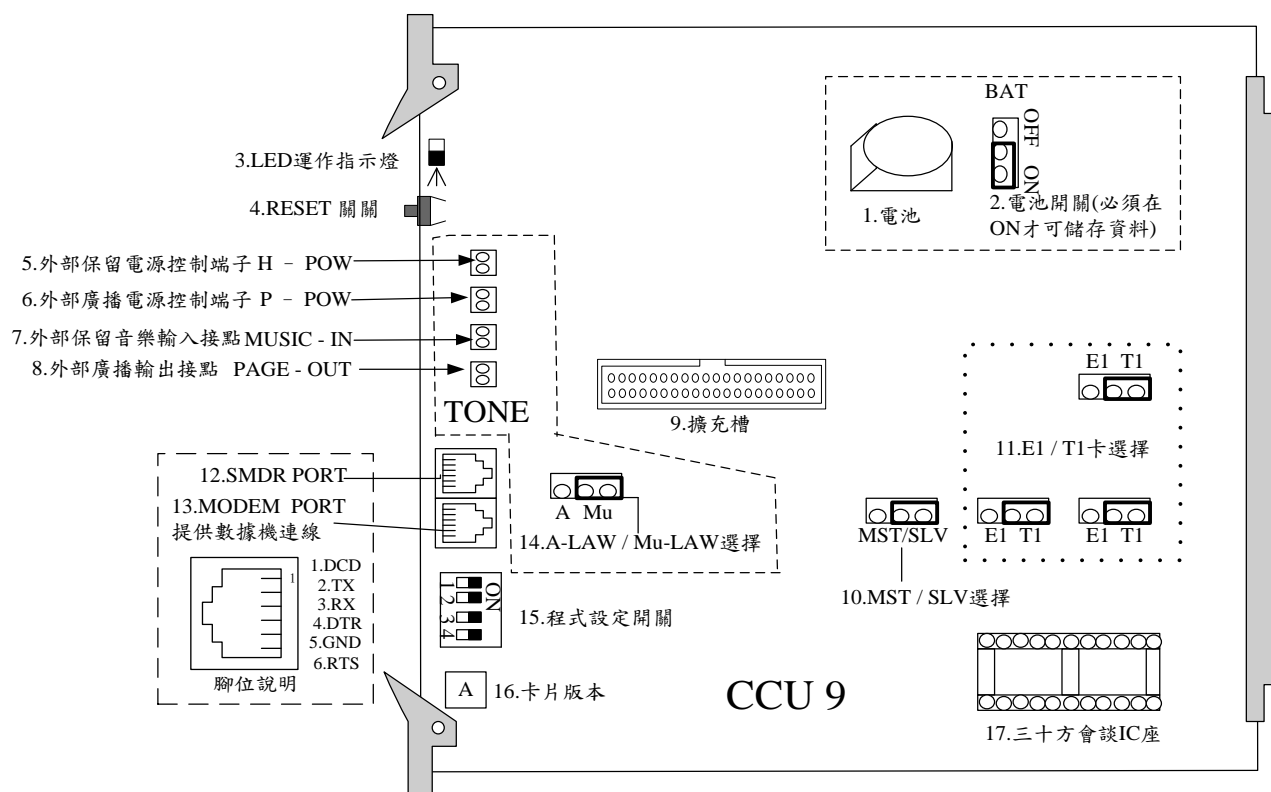 BAT
OFF
ON
1.電池
2.電池開關(必須在
ON才可儲存資料)
3.LED運作指示燈
4.RESET 關關
5.外部保留電源控制端子 H - POW
6.外部廣播電源控制端子 P - POW
7.外部保留音樂輸入接點 MUSIC - IN
8.外部廣播輸出接點 PAGE - OUT
TONE
9.擴充槽
E1 T1
11.E1 / T1卡選擇
E1 T1
E1 T1
MST/SLV
10.MST / SLV選擇
12.SMDR PORT
13.MODEM PORT
提供數據機連線
A Mu
14.A-LAW / Mu-LAW選擇
1
1.DCD
2.TX
3.RX
4.DTR
5.GND
6.RTS
腳位說明
ON
1
2
3
4
15.程式設定開關
A
16.卡片版本
CCU 9
17.三十方會談IC座